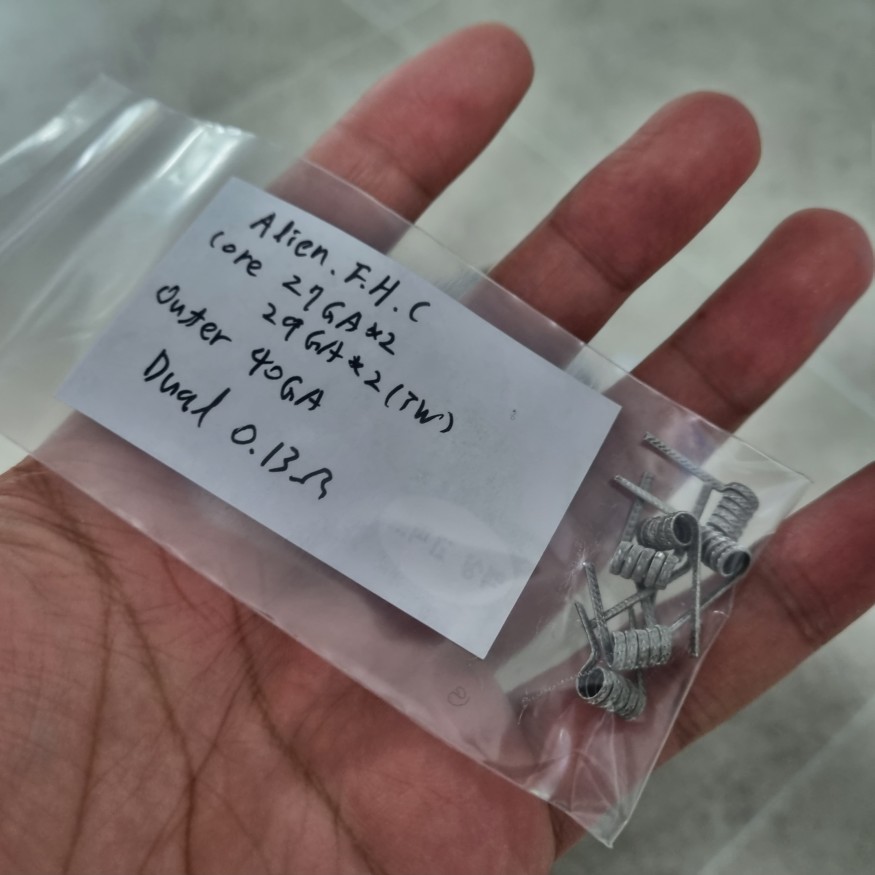 Alien. F.H.C
Core 27GA*2
29GA*2(TW)
Outer 40GA
Dual 0.13Ω